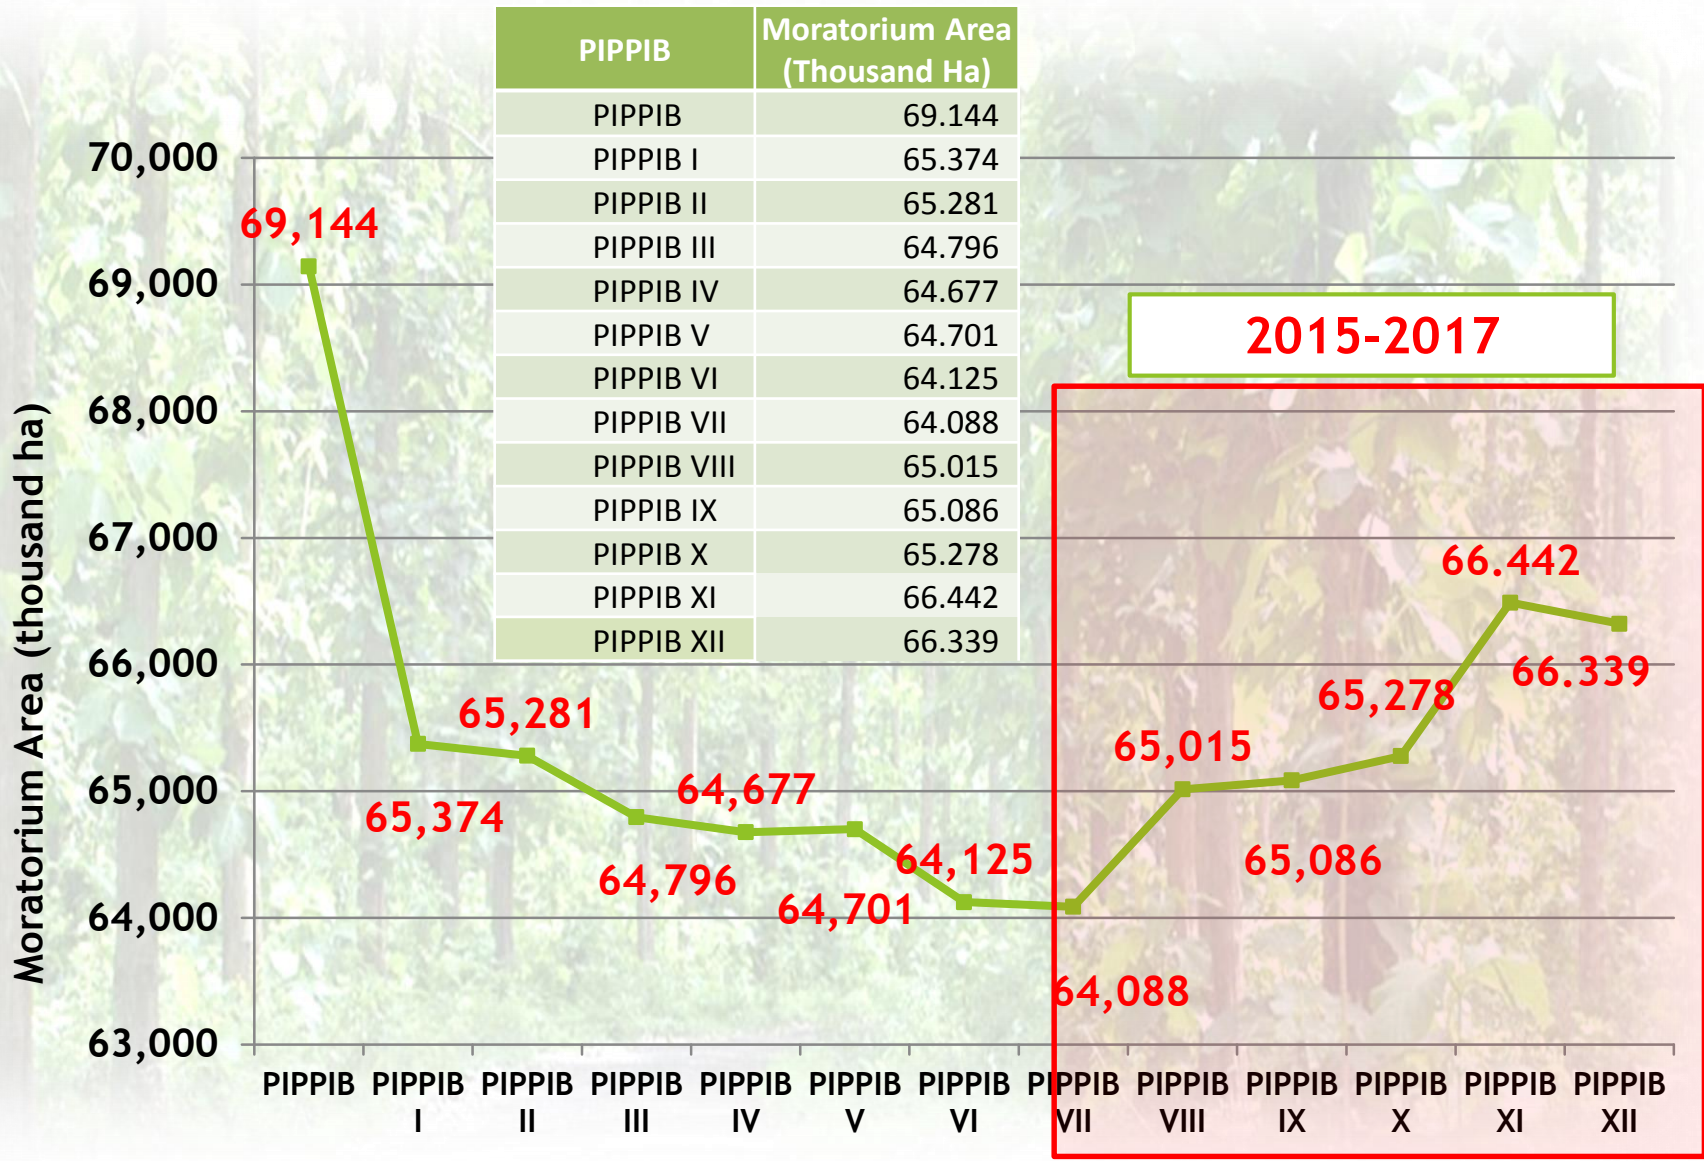 PIPPIB Moratorium Area (Thousand Ha)
PIPPIB 69.144
PIPPIB I 65.374
PIPPIB II 65.281
PIPPIB III 64.796
PIPPIB IV 64.677
PIPPIB V 64.701
PIPPIB VI 64.125
PIPPIB VII 64.088
PIPPIB VIII 65.015
PIPPIB IX 65.086
PIPPIB X 65.278
PIPPIB XI 66.442
PIPPIB XII 66.339
2015-2017
Moratorium Area (thousand ha)
70,000
69,000
68,000
67,000
66,000
65,000
64,000
63,000
69,144
65,374
65,281
64,796
64,677
64,701
64,125
64,088
65,015
65,086
65,278
66.442
66.339
PIPPIB
PIPPIB I
PIPPIB II
PIPPIB III
PIPPIB IV
PIPPIB V
PIPPIB VI
PIPPIB VII
PIPPIB VIII
PIPPIB IX
PIPPIB X
PIPPIB XI
PIPPIB XII